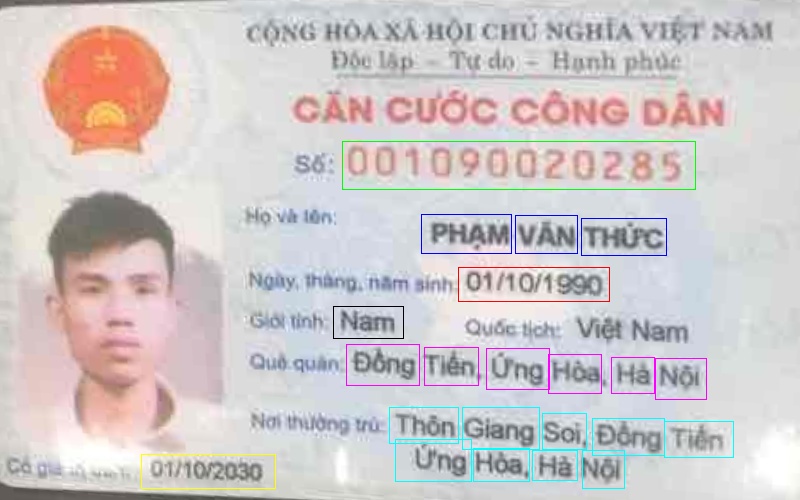 CỘNG HÒA XÃ HỘI CHỦ NGHĨA VIỆT NAM
Độc lập - Tự do - Hạnh phúc
CĂN CƯỚC CÔNG DÂN
Số: 001090020285
Họ và tên:
PHẠM VĂN THỨC
Ngày, tháng, năm sinh: 01/10/1990
Giới tính: Nam Quốc tịch: Việt Nam
Quê quán: Đồng Tiến, Ứng Hòa, Hà Nội
Nơi thường trú: Thôn Giang Soi, Đồng Tiến
Ứng Hòa, Hà Nội
Có giá trị 01/10/2030